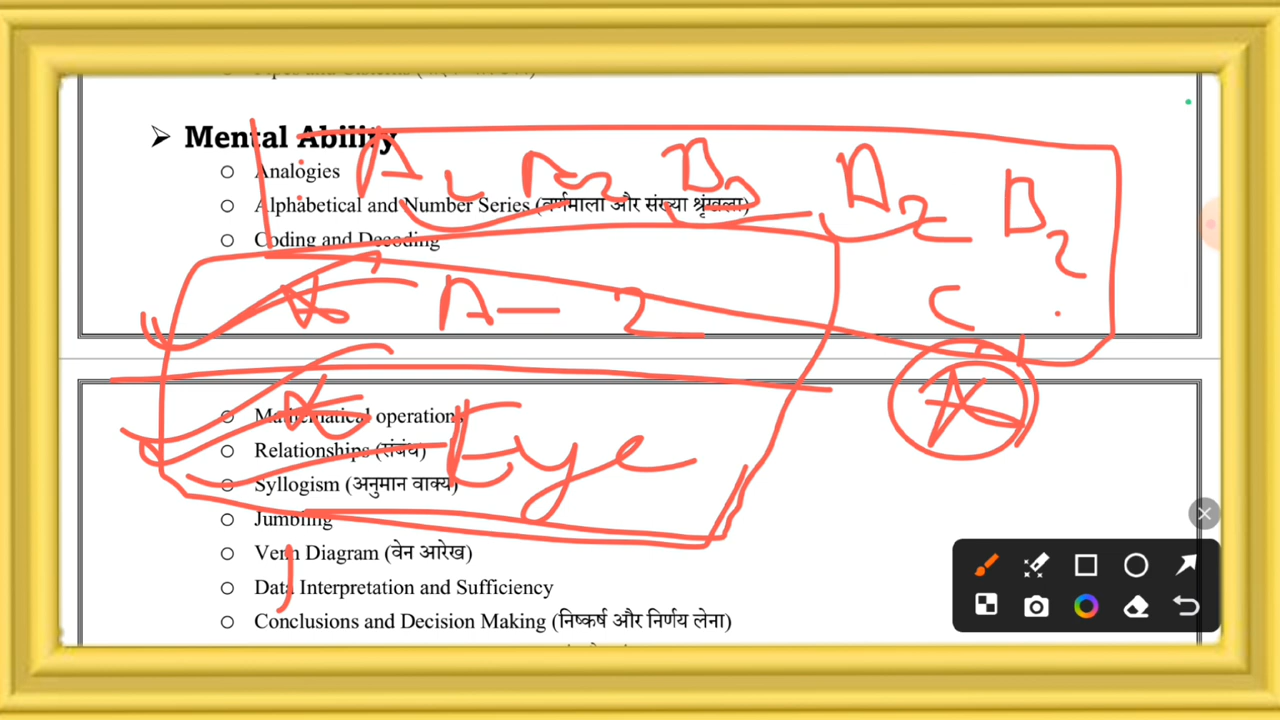 Mental Ability
Analogies
A2 A2 B2 A2 B2
Alphabetical and Number Series (वर्णमाला और संख्या श्रृंखला)
Coding and Decoding
A - 2
C
Mathematical operations
Relationships (संबंध)
Eye
Syllogism (अनुमान वाक्य)
Jumbling
Venn Diagram (वेन आरेख)
Data Interpretation and Sufficiency
Conclusions and Decision Making (निष्कर्ष और निर्णय लेना)